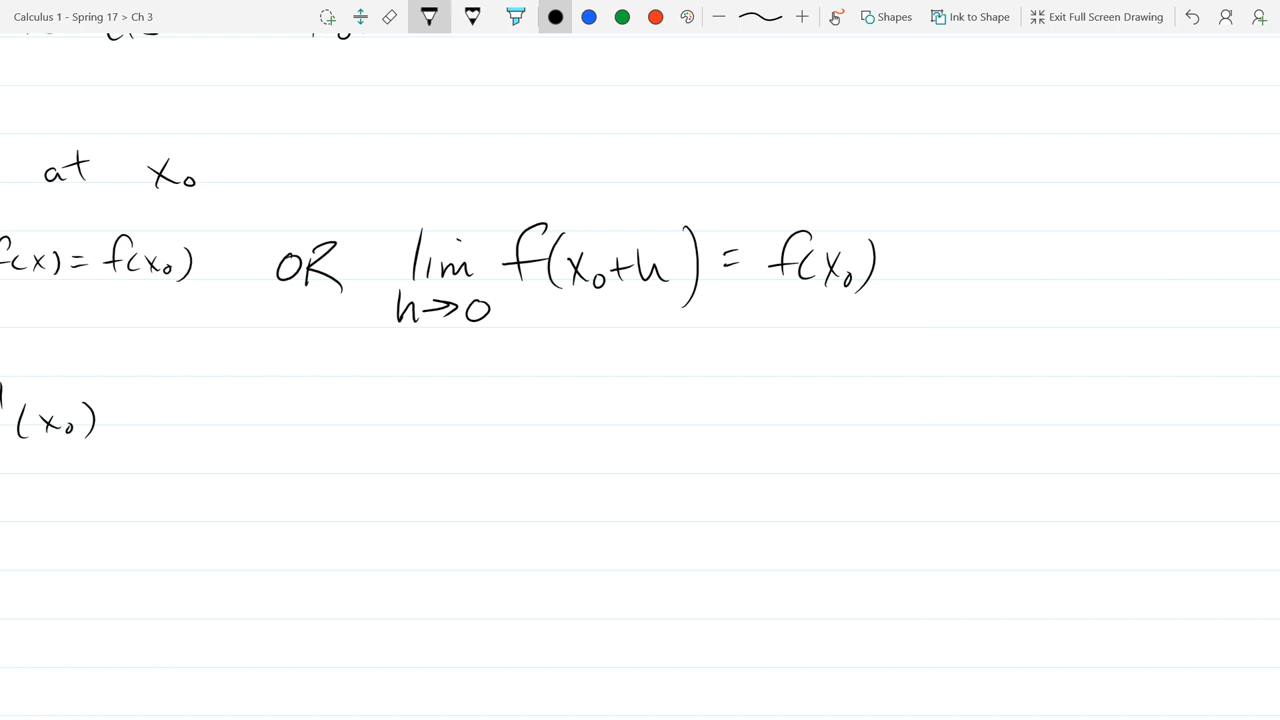 Calculus 1 - Spring 17 > Ch 3 Shapes Ink to Shape Exit Full Screen Drawing
at x₀
f(x) = f(x₀) OR lim f(x₀+h) = f(x₀)
h→0
'(x₀)